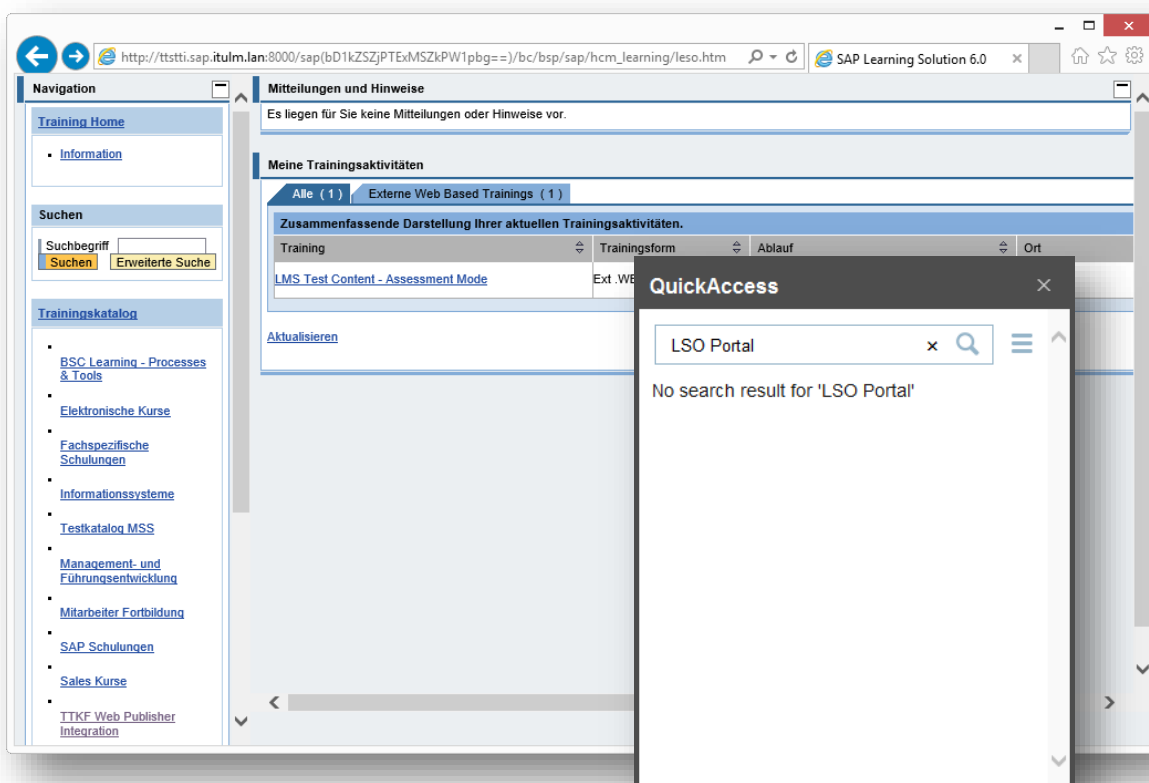 http://ttstti.sap.itulm.lan:8000/sap(bD1kZSZjPTExMSZkPW1pbg==)/bc/bsp/sap/hcm_learning/leso.htm
SAP Learning Solution 6.0
Navigation
Training Home
Information
Suchen
Suchbegriff
Suchen Erweiterte Suche
Trainingskatalog
BSC Learning - Processes
& Tools
Elektronische Kurse
Fachspezifische
Schulungen
Informationssysteme
Testkatalog MSS
Management- und
Führungsentwicklung
Mitarbeiter Fortbildung
SAP Schulungen
Sales Kurse
TTKF Web Publisher
Integration
Mitteilungen und Hinweise
Es liegen für Sie keine Mitteilungen oder Hinweise vor.
Meine Trainingsaktivitäten
Alle ( 1 ) Externe Web Based Trainings ( 1 )
Zusammenfassende Darstellung Ihrer aktuellen Trainingsaktivitäten.
Training Trainingsform Ablauf Ort
LMS Test Content - Assessment Mode Ext .WE
Aktualisieren
QuickAccess
LSO Portal
No search result for 'LSO Portal'